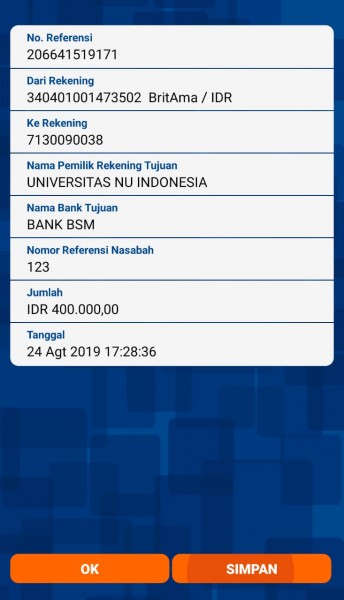 No. Referensi
206641519171
Dari Rekening
340401001473502 BritAma / IDR
Ke Rekening
7130090038
Nama Pemilik Rekening Tujuan
UNIVERSITAS NU INDONESIA
Nama Bank Tujuan
BANK BSM
Nomor Referensi Nasabah
123
Jumlah
IDR 400.000,00
Tanggal
24 Agt 2019 17:28:36
OK
SIMPAN